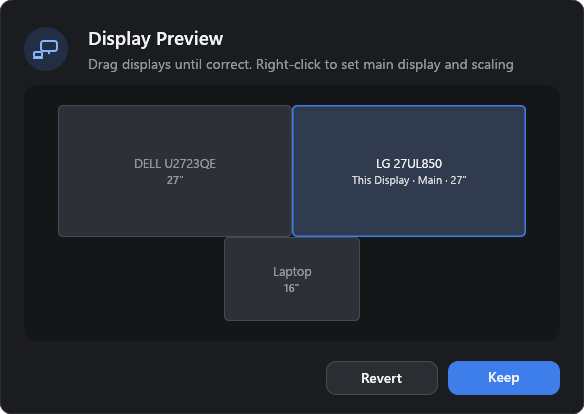 Display Preview
Drag displays until correct. Right-click to set main display and scaling
DELL U2723QE
27"
LG 27UL850
This Display · Main · 27"
Laptop
16"
Revert
Keep